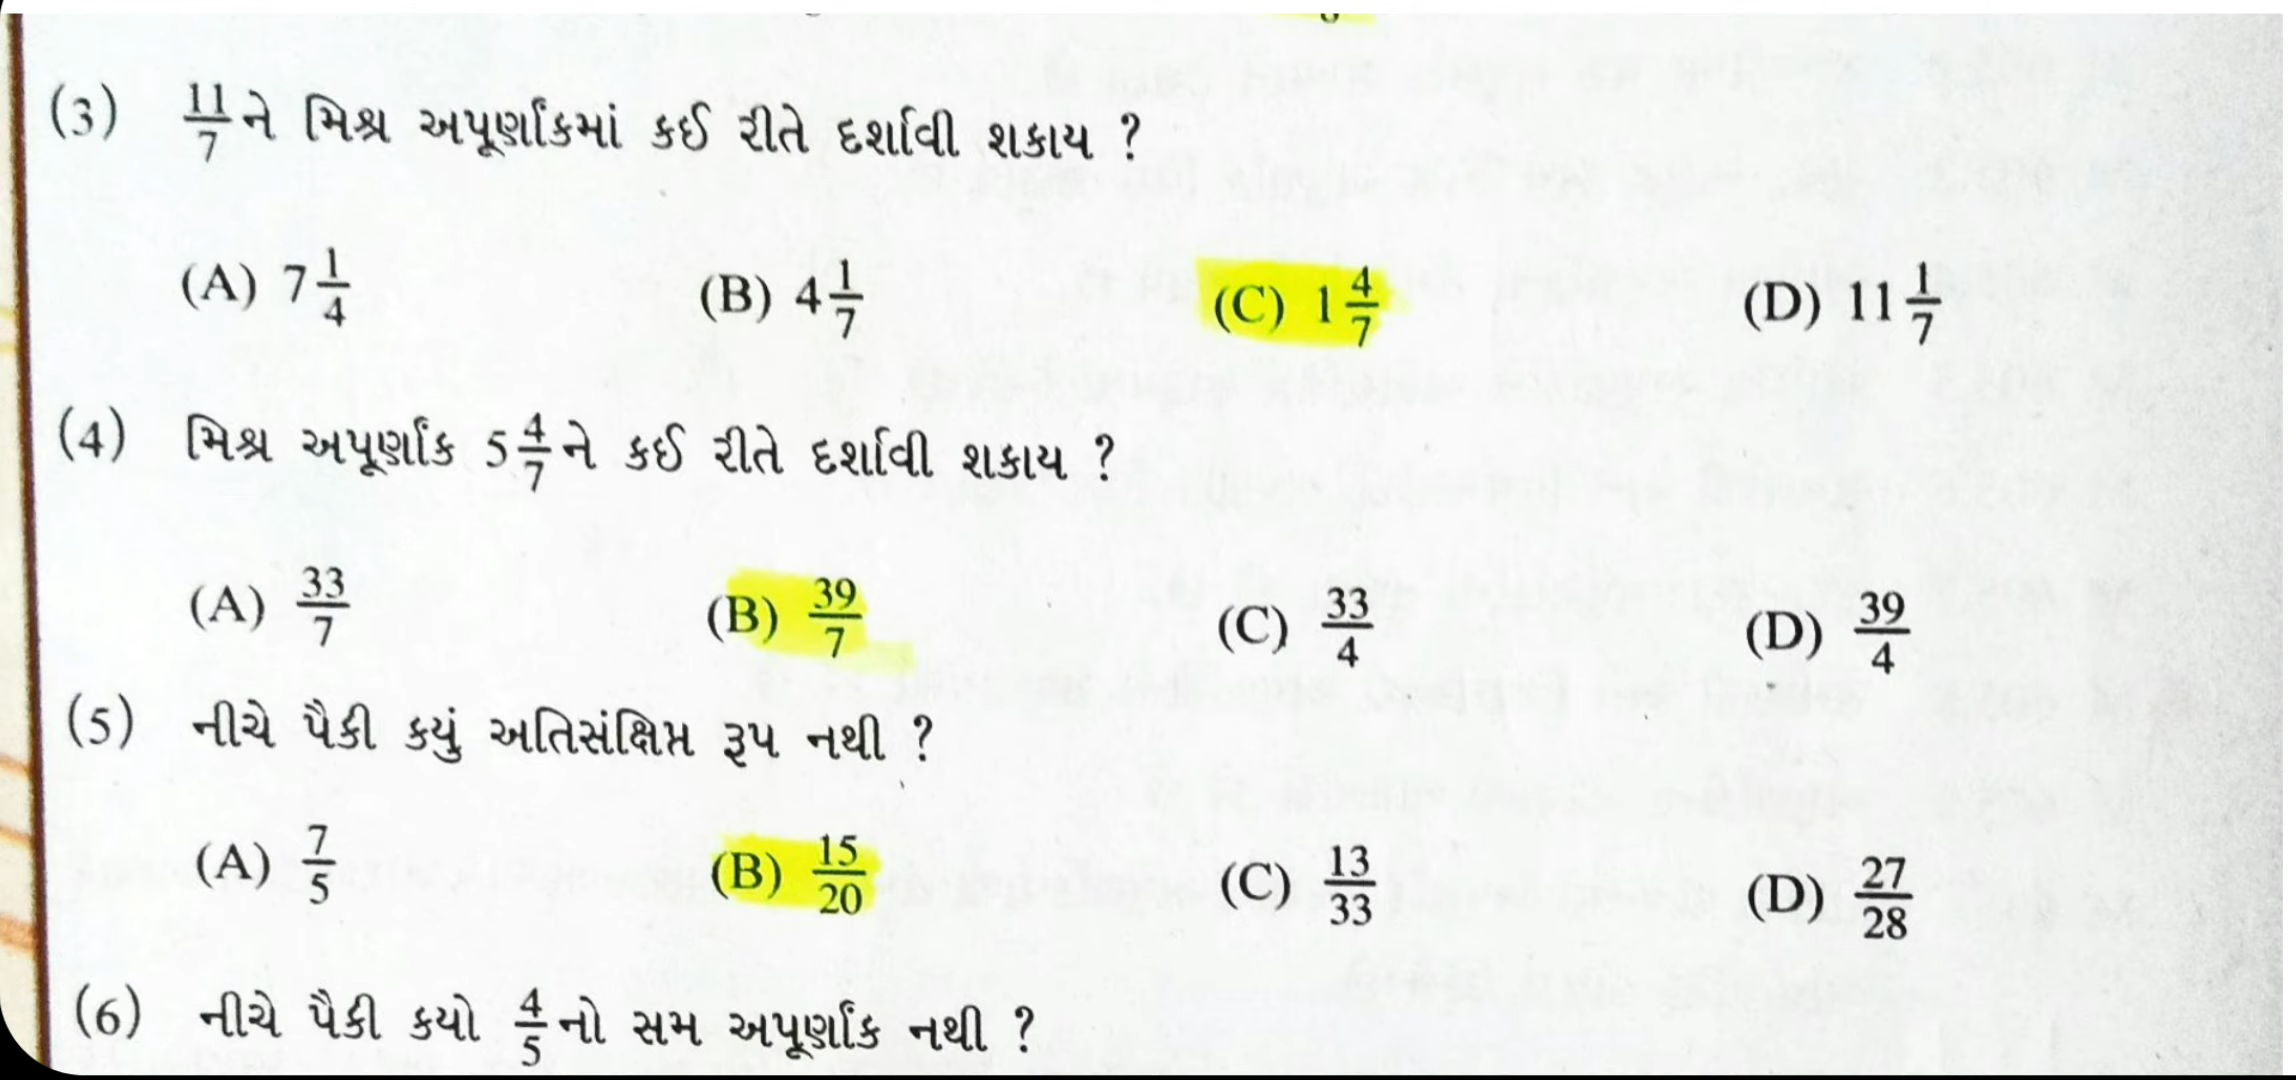 (3) 11/7 ને મિશ્ર અપૂર્ણાંકમાં કઈ રીતે દર્શાવી શકાય ?
(A) 7 1/4 (B) 4 1/7 (C) 1 4/7 (D) 11 1/7
(4) મિશ્ર અપૂર્ણાંક 5 4/7 ને કઈ રીતે દર્શાવી શકાય ?
(A) 33/7 (B) 39/7 (C) 33/4 (D) 39/4
(5) નીચે પૈકી કયું અતિસંક્ષિપ્ત રૂપ નથી ?
(A) 7/5 (B) 15/20 (C) 13/33 (D) 27/28
(6) નીચે પૈકી કયો 4/5 નો સમ અપૂર્ણાંક નથી ?